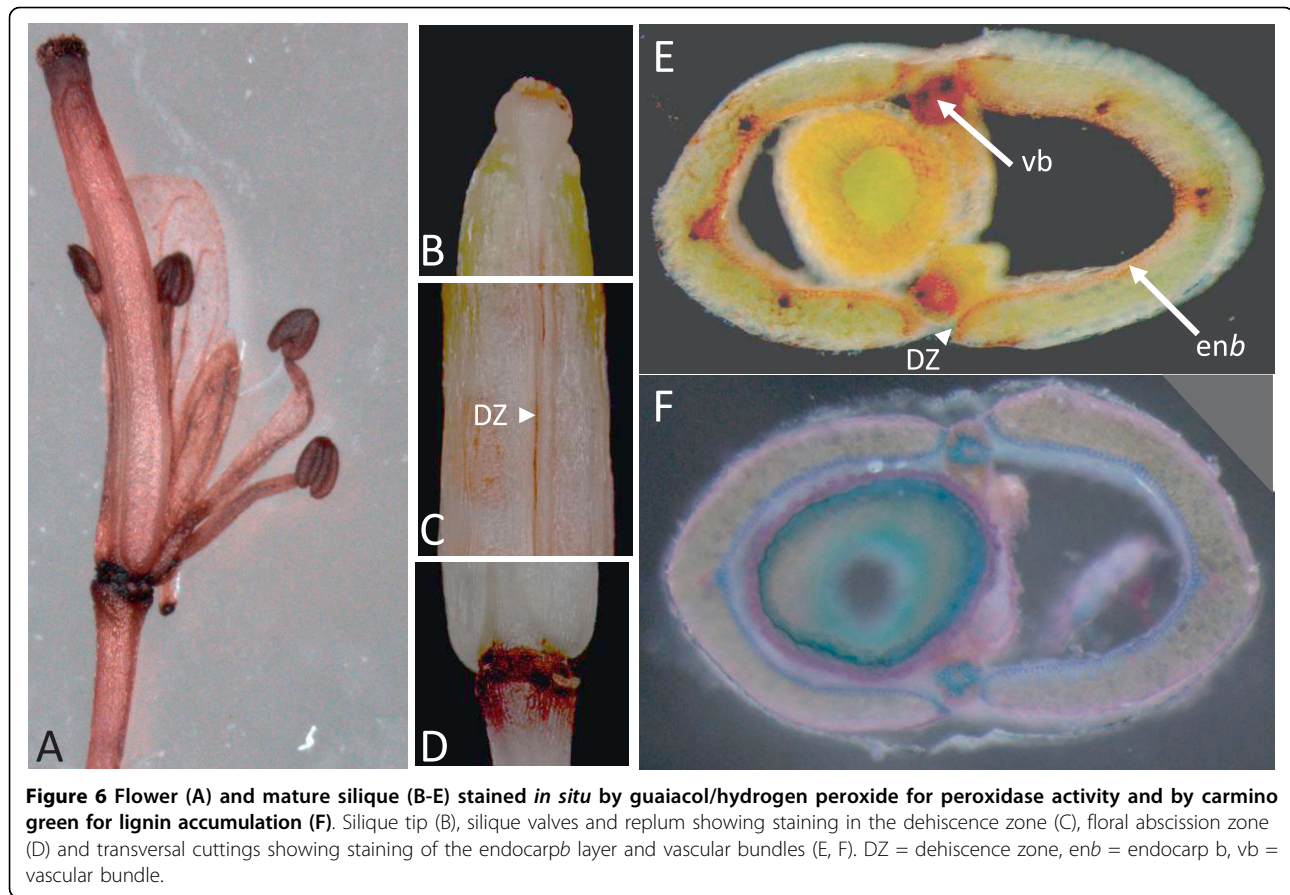 A
B
C
DZ
D
E
vb
enb
DZ
F
Figure 6 Flower (A) and mature silique (B-E) stained in situ by guaiacol/hydrogen peroxide for peroxidase activity and by carmino
green for lignin accumulation (F). Silique tip (B), silique valves and replum showing staining in the dehiscence zone (C), floral abscission zone
(D) and transversal cuttings showing staining of the endocarpb layer and vascular bundles (E, F). DZ = dehiscence zone, enb = endocarp b, vb =
vascular bundle.